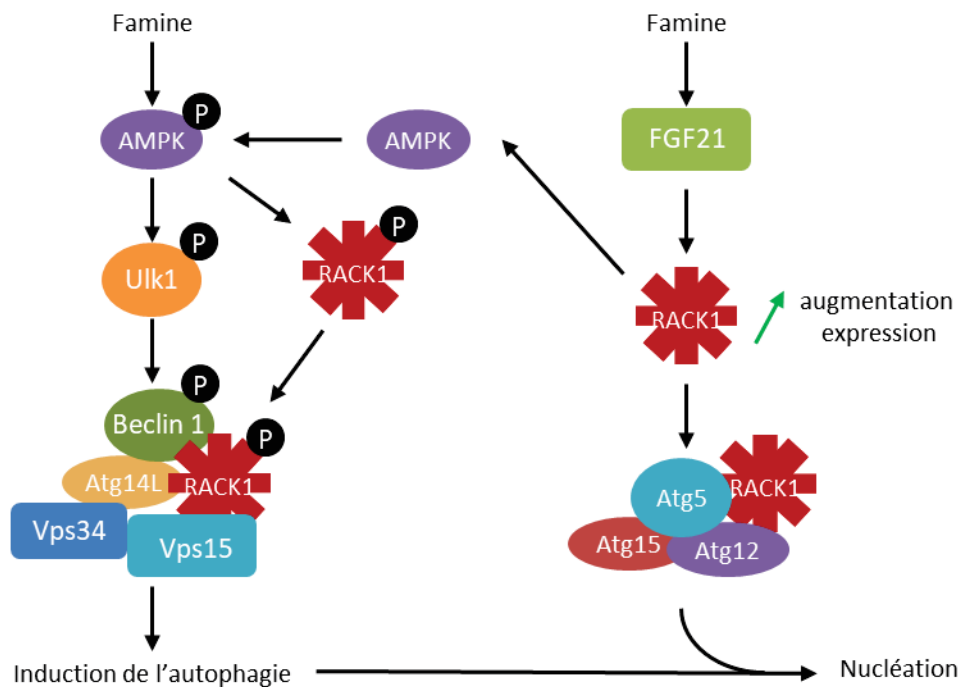 Famine
Famine
P
AMPK
AMPK
FGF21
P
P
Ulk1
RACK1
RACK1
augmentation
expression
P
Beclin 1
P
Atg14L
RACK1
Atg5
RACK1
Vps34
Vps15
Atg15
Atg12
Induction de l’autophagie
Nucléation